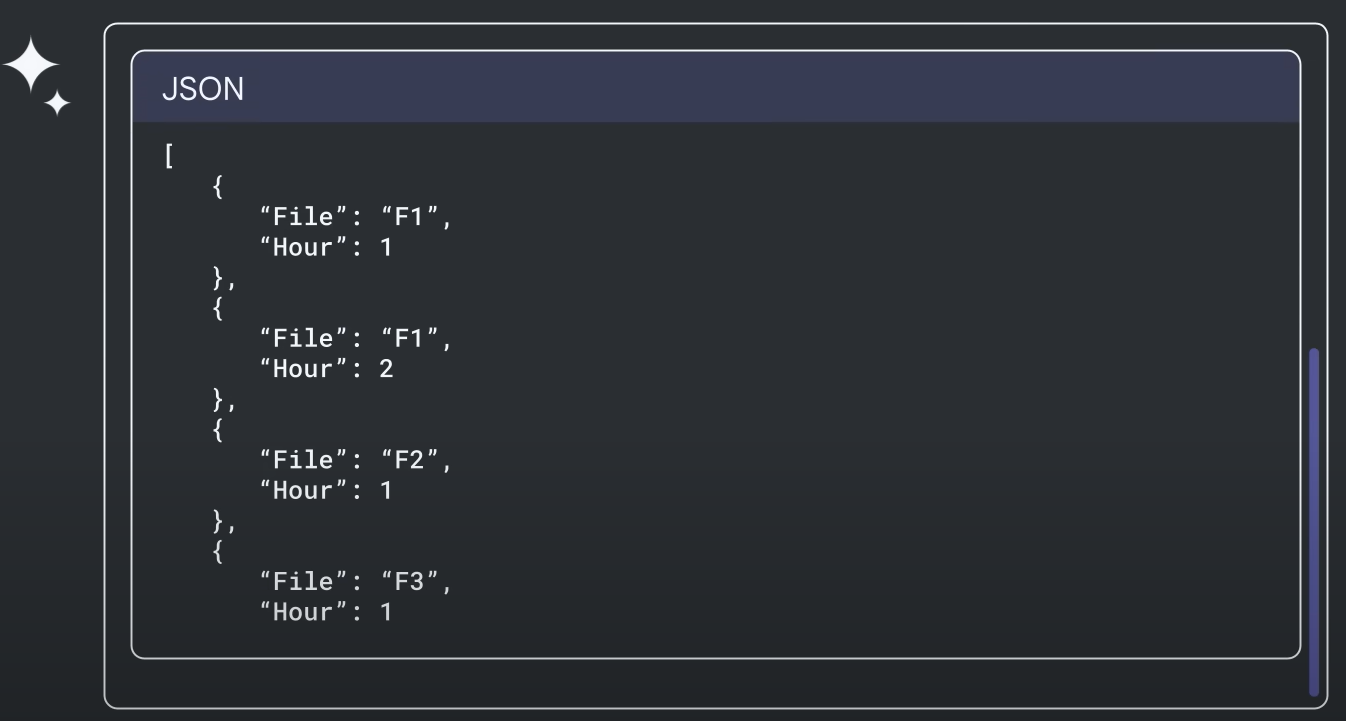 JSON
[
{
“File”: “F1”,
“Hour”: 1
},
{
“File”: “F1”,
“Hour”: 2
},
{
“File”: “F2”,
“Hour”: 1
},
{
“File”: “F3”,
“Hour”: 1